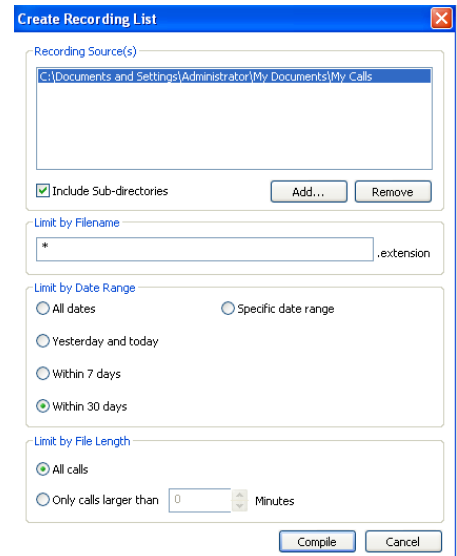 Create Recording List
Recording Source(s)
C:\Documents and Settings\Administrator\My Documents\My Calls
Include Sub-directories
Add...
Remove
Limit by Filename
*
.extension
Limit by Date Range
All dates
Specific date range
Yesterday and today
Within 7 days
Within 30 days
Limit by File Length
All calls
Only calls larger than 0 Minutes
Compile
Cancel